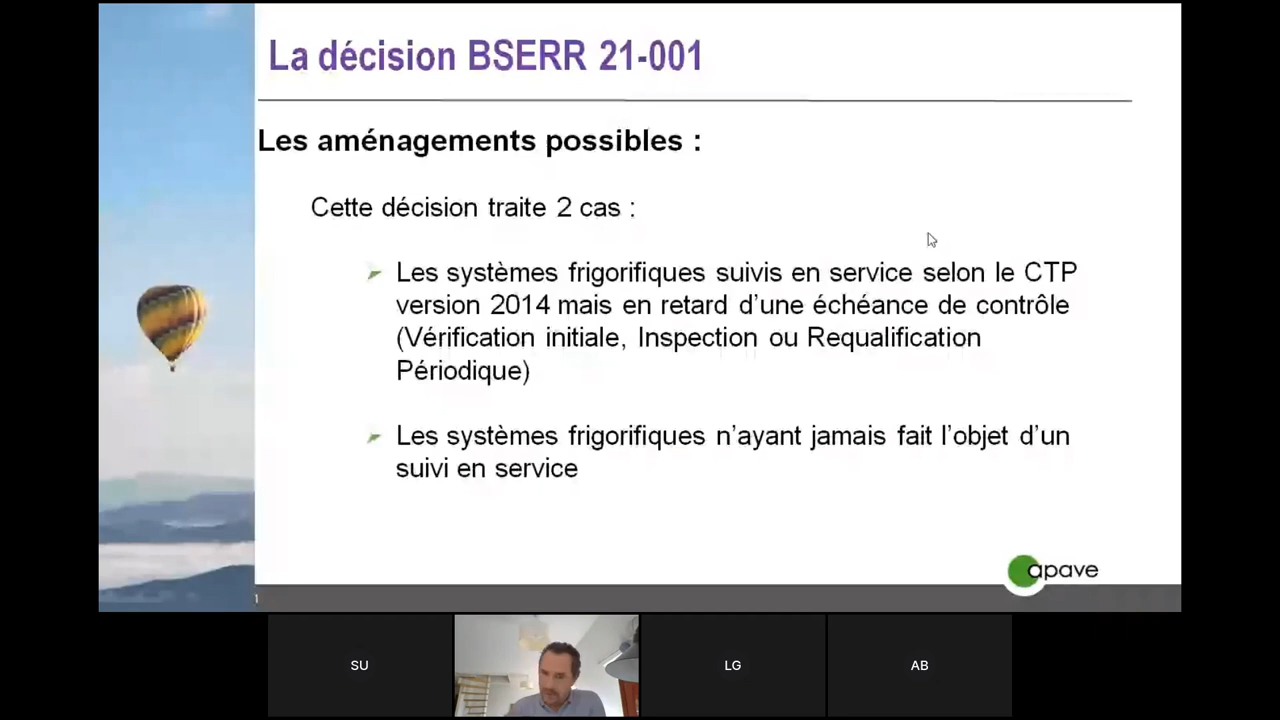 La décision BSERR 21-001
Les aménagements possibles :
Cette décision traite 2 cas :
Les systèmes frigorifiques suivis en service selon le CTP
version 2014 mais en retard d’une échéance de contrôle
(Vérification initiale, Inspection ou Requalification
Périodique)
Les systèmes frigorifiques n’ayant jamais fait l’objet d’un
suivi en service
apave
1
SU
LG
AB